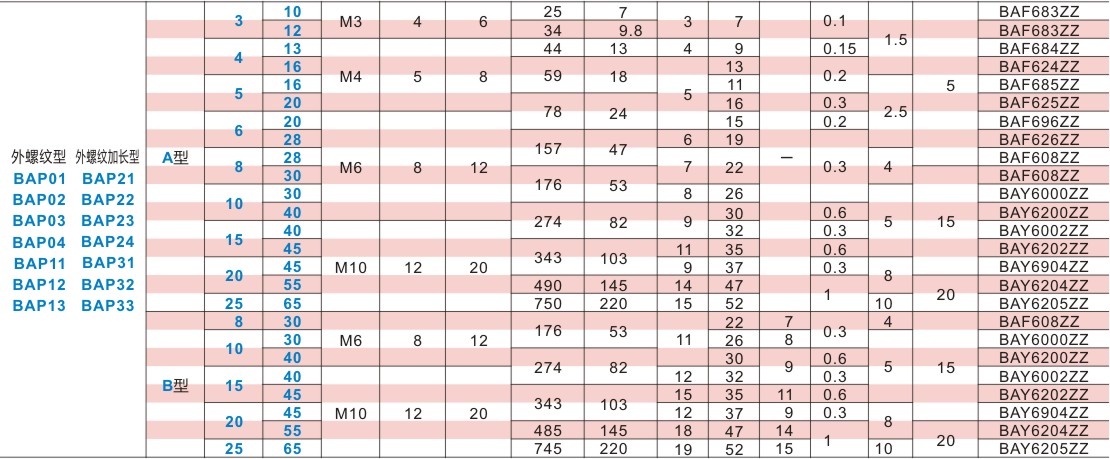 3 10 M3 4 6 25 7 3 7 0.1 BAF683ZZ
12 34 9.8 1.5 BAF683ZZ
4 13 44 13 4 9 0.15 BAF684ZZ
16 M4 5 8 59 18 13 0.2 BAF624ZZ
5 16 5 11 5 BAF685ZZ
20 78 24 16 0.3 2.5 BAF625ZZ
6 20 15 0.2 BAF696ZZ
28 157 47 6 19 BAF626ZZ
外螺纹型 外螺纹加长型 A型 8 28 M6 8 12 7 22 — 0.3 4 BAF608ZZ
BAP01 BAP21 30 176 53 BAF608ZZ
BAP02 BAP22 10 30 8 26 BAY6000ZZ
BAP03 BAP23 40 274 82 9 30 0.6 5 15 BAY6200ZZ
BAP04 BAP24 15 40 32 0.3 BAY6002ZZ
45 343 103 11 35 0.6 BAY6202ZZ
BAP11 BAP31 20 45 M10 12 20 9 37 0.3 8 BAY6904ZZ
BAP12 BAP32 55 490 145 14 47 1 20 BAY6204ZZ
BAP13 BAP33 25 65 750 220 15 52 10 BAY6205ZZ
8 30 176 53 22 7 0.3 4 BAF608ZZ
10 30 M6 8 12 11 26 8 BAY6000ZZ
40 274 82 30 9 0.6 5 15 BAY6200ZZ
B型 15 40 12 32 0.3 BAY6002ZZ
45 343 103 15 35 11 0.6 BAY6202ZZ
20 45 M10 12 20 12 37 9 0.3 8 BAY6904ZZ
55 485 145 18 47 14 1 20 BAY6204ZZ
25 65 745 220 19 52 15 10 BAY6205ZZ